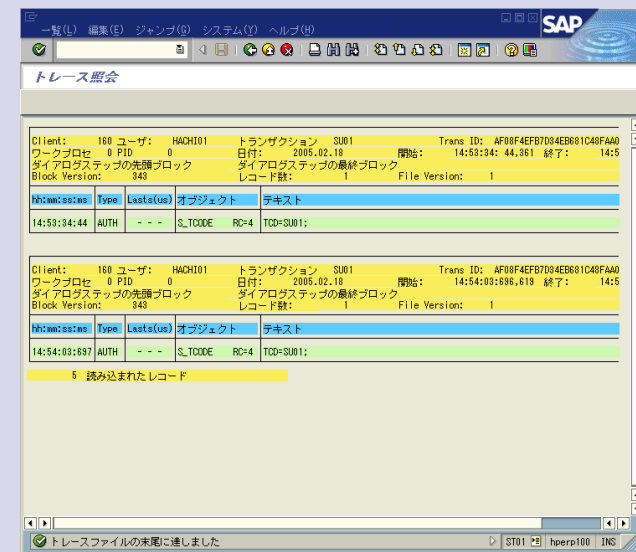 一覧(L) 編集(E) ジャンプ(G) システム(Y) ヘルプ(H)
SAP
トレース照会
Client: 160 ユーザ: HACHI01 トランザクション SU01 Trans ID: AF08F4EFB7D34EB681C48FAA0
ワークプロセ 0 PID 0 日付: 2005.02.18 開始: 14:53:34: 44,361 終了: 14:5
ダイアログステップの先頭ブロック ダイアログステップの最終ブロック
Block Version: 343 レコード数: 1 File Version: 1
hh:mm:ss:ms Type Lasts(us) オブジェクト テキスト
14:53:34:44 AUTH - - - S_TCODE RC=4 TCD=SU01;
Client: 160 ユーザ: HACHI01 トランザクション SU01 Trans ID: AF08F4EFB7D34EB681C48FAA0
ワークプロセ 0 PID 0 日付: 2005.02.18 開始: 14:54:03:696,619 終了: 14:5
ダイアログステップの先頭ブロック ダイアログステップの最終ブロック
Block Version: 343 レコード数: 1 File Version: 1
hh:mm:ss:ms Type Lasts(us) オブジェクト テキスト
14:54:03:697 AUTH - - - S_TCODE RC=4 TCD=SU01;
5 読み込まれたレコード
トレースファイルの末尾に達しました ST01 hperp100 INS